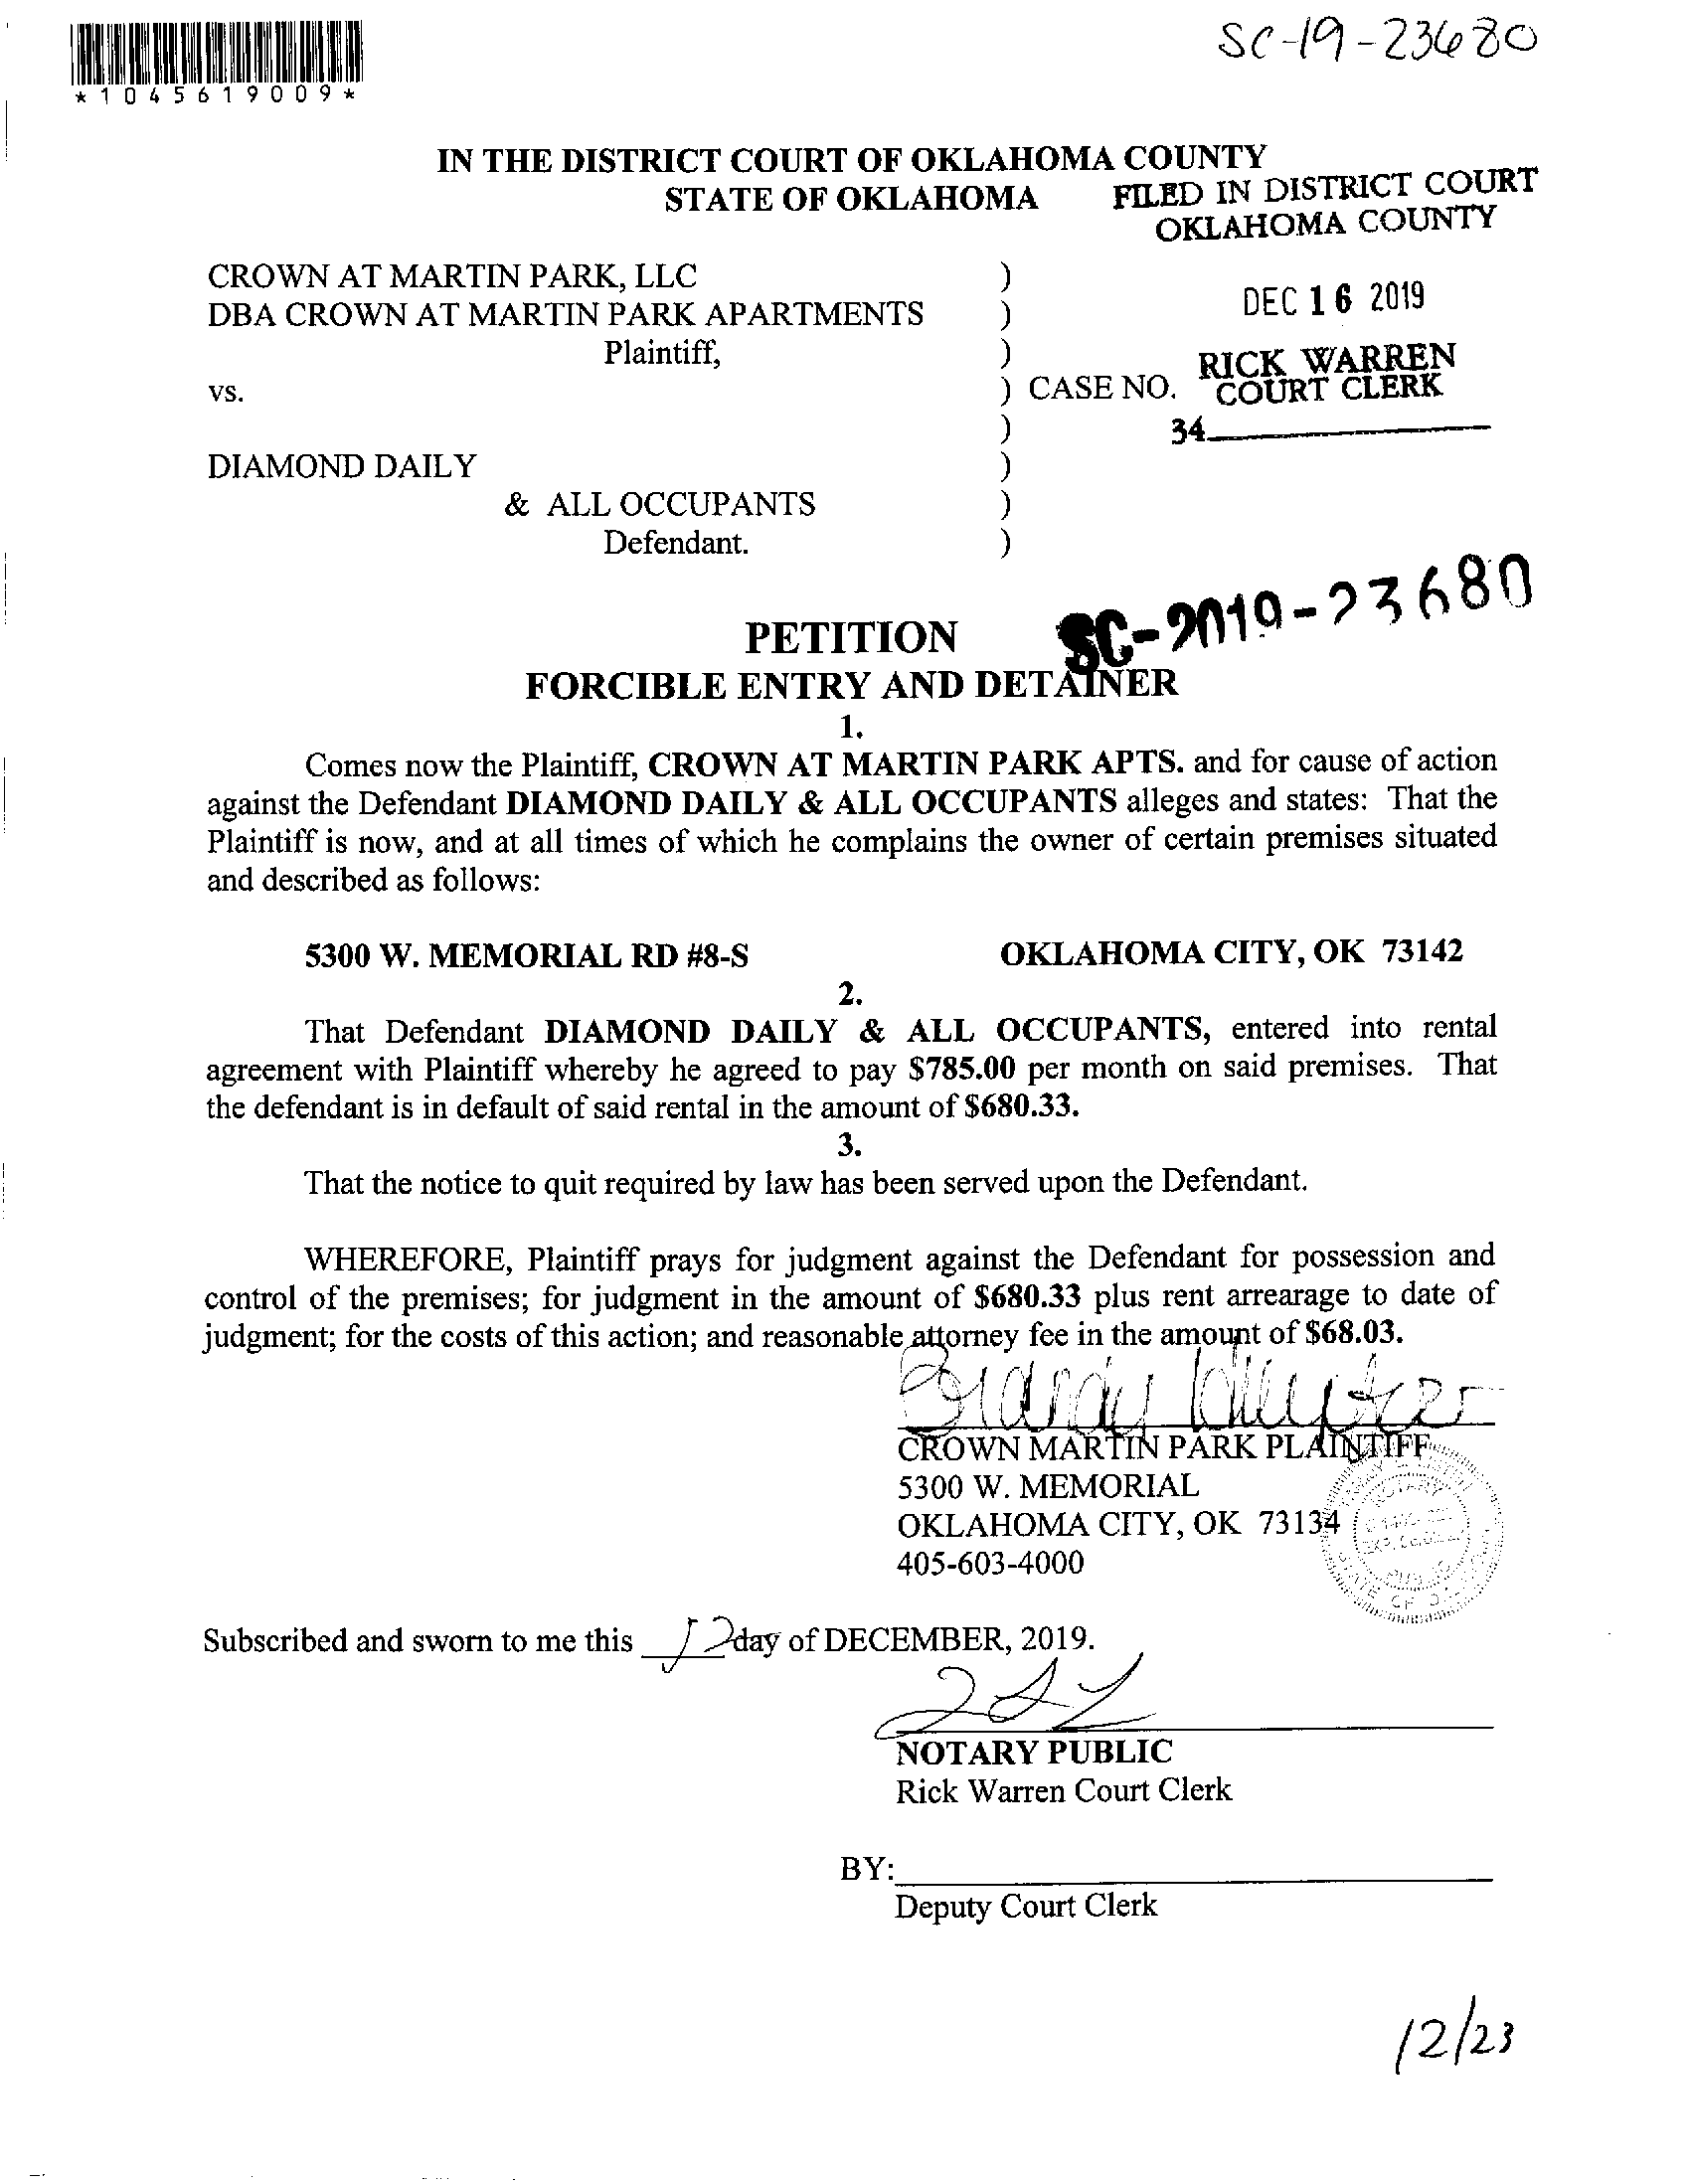 SC-19-23680
*1045619009*
IN THE DISTRICT COURT OF OKLAHOMA COUNTY
STATE OF OKLAHOMA
FILED IN DISTRICT COURT
OKLAHOMA COUNTY
CROWN AT MARTIN PARK, LLC )
DBA CROWN AT MARTIN PARK APARTMENTS )
DEC 16 2019
Plaintiff, )
RICK WARREN
vs. ) CASE NO. COURT CLERK
)
34
DIAMOND DAILY )
& ALL OCCUPANTS )
Defendant. )
SC-2019-23680
PETITION
FORCIBLE ENTRY AND DETAINER
1.
Comes now the Plaintiff, CROWN AT MARTIN PARK APTS. and for cause of action
against the Defendant DIAMOND DAILY & ALL OCCUPANTS alleges and states: That the
Plaintiff is now, and at all times of which he complains the owner of certain premises situated
and described as follows:
5300 W. MEMORIAL RD #8-S OKLAHOMA CITY, OK 73142
2.
That Defendant DIAMOND DAILY & ALL OCCUPANTS, entered into rental
agreement with Plaintiff whereby he agreed to pay $785.00 per month on said premises. That
the defendant is in default of said rental in the amount of $680.33.
3.
That the notice to quit required by law has been served upon the Defendant.
WHEREFORE, Plaintiff prays for judgment against the Defendant for possession and
control of the premises; for judgment in the amount of $680.33 plus rent arrearage to date of
judgment; for the costs of this action; and reasonable attorney fee in the amount of $68.03.
CROWN MARTIN PARK PLAINTIFF
5300 W. MEMORIAL
OKLAHOMA CITY, OK 73134
405-603-4000
Subscribed and sworn to me this 12 day of DECEMBER, 2019.
NOTARY PUBLIC
Rick Warren Court Clerk
BY:
Deputy Court Clerk
12/23